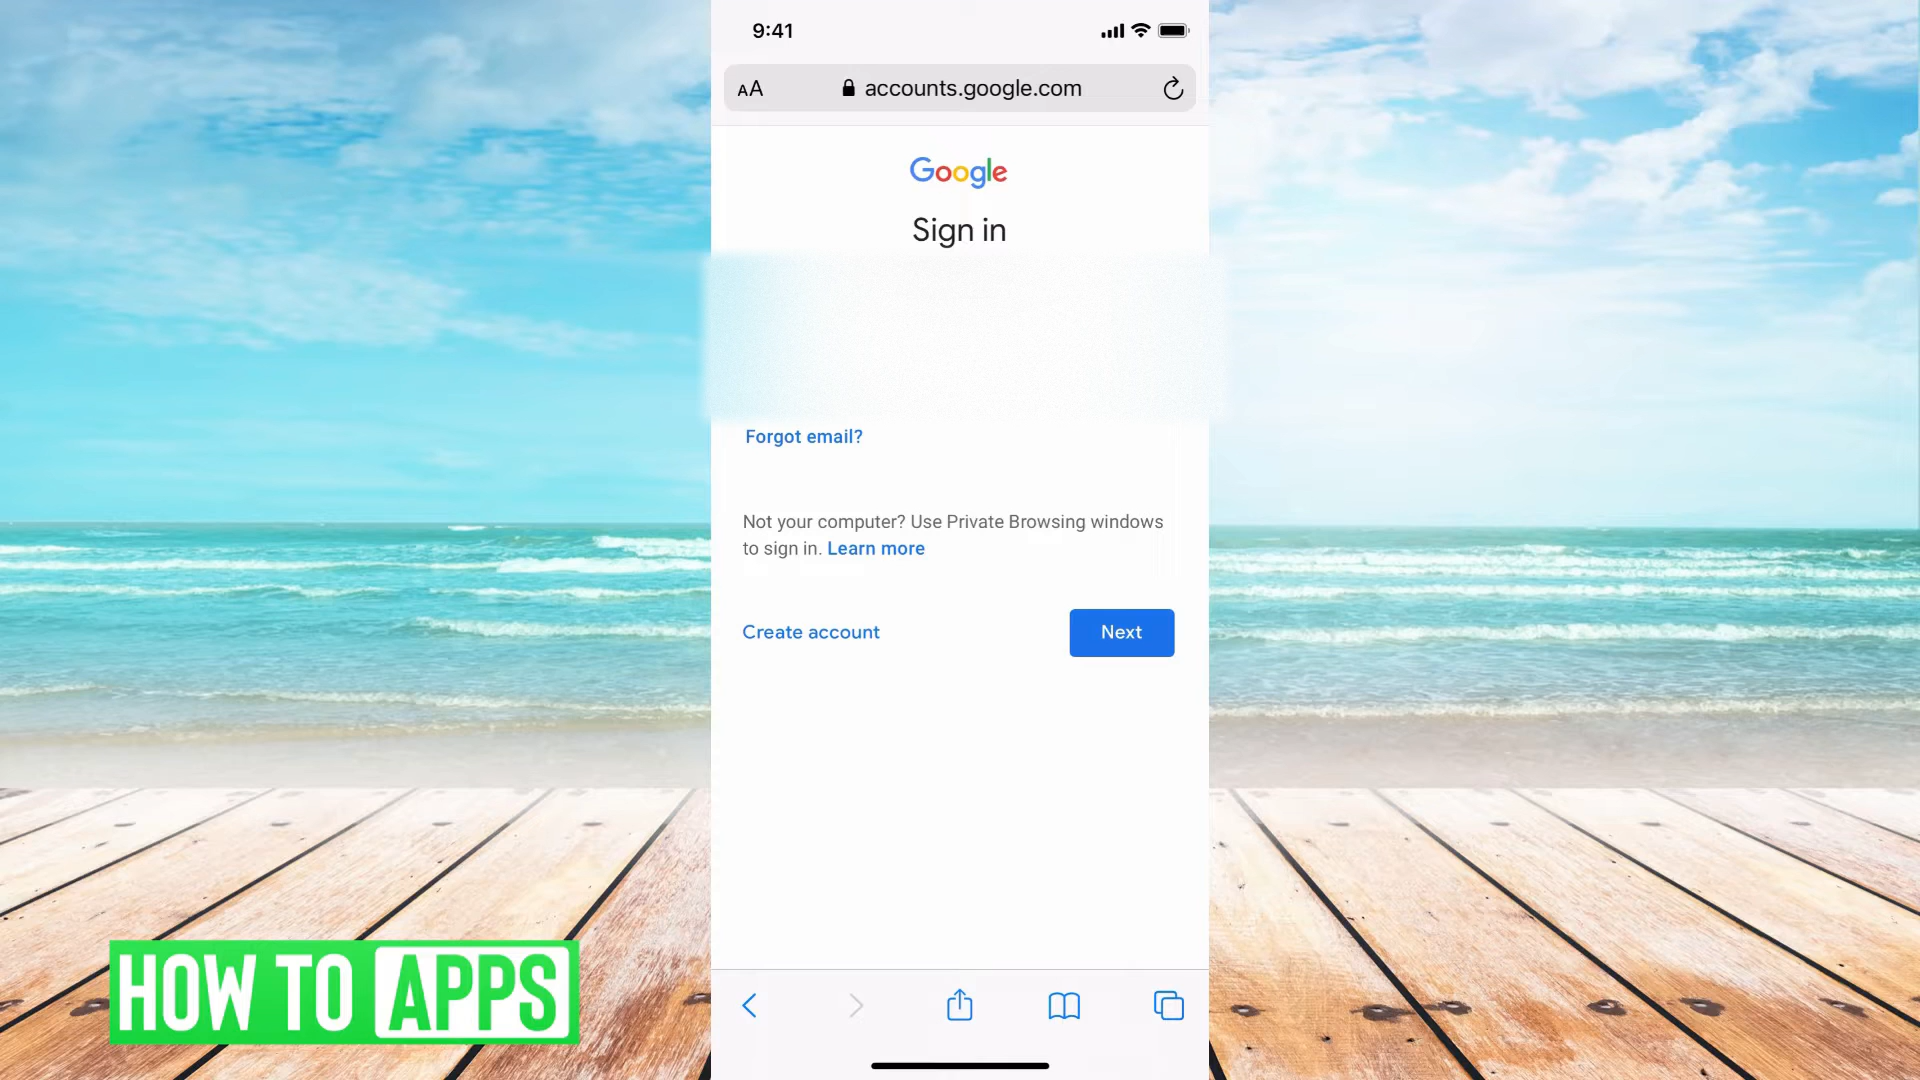 9:41
AA accounts.google.com
Google
Sign in
Forgot email?
Not your computer? Use Private Browsing windows
to sign in. Learn more
Create account Next
HOW TO APPS